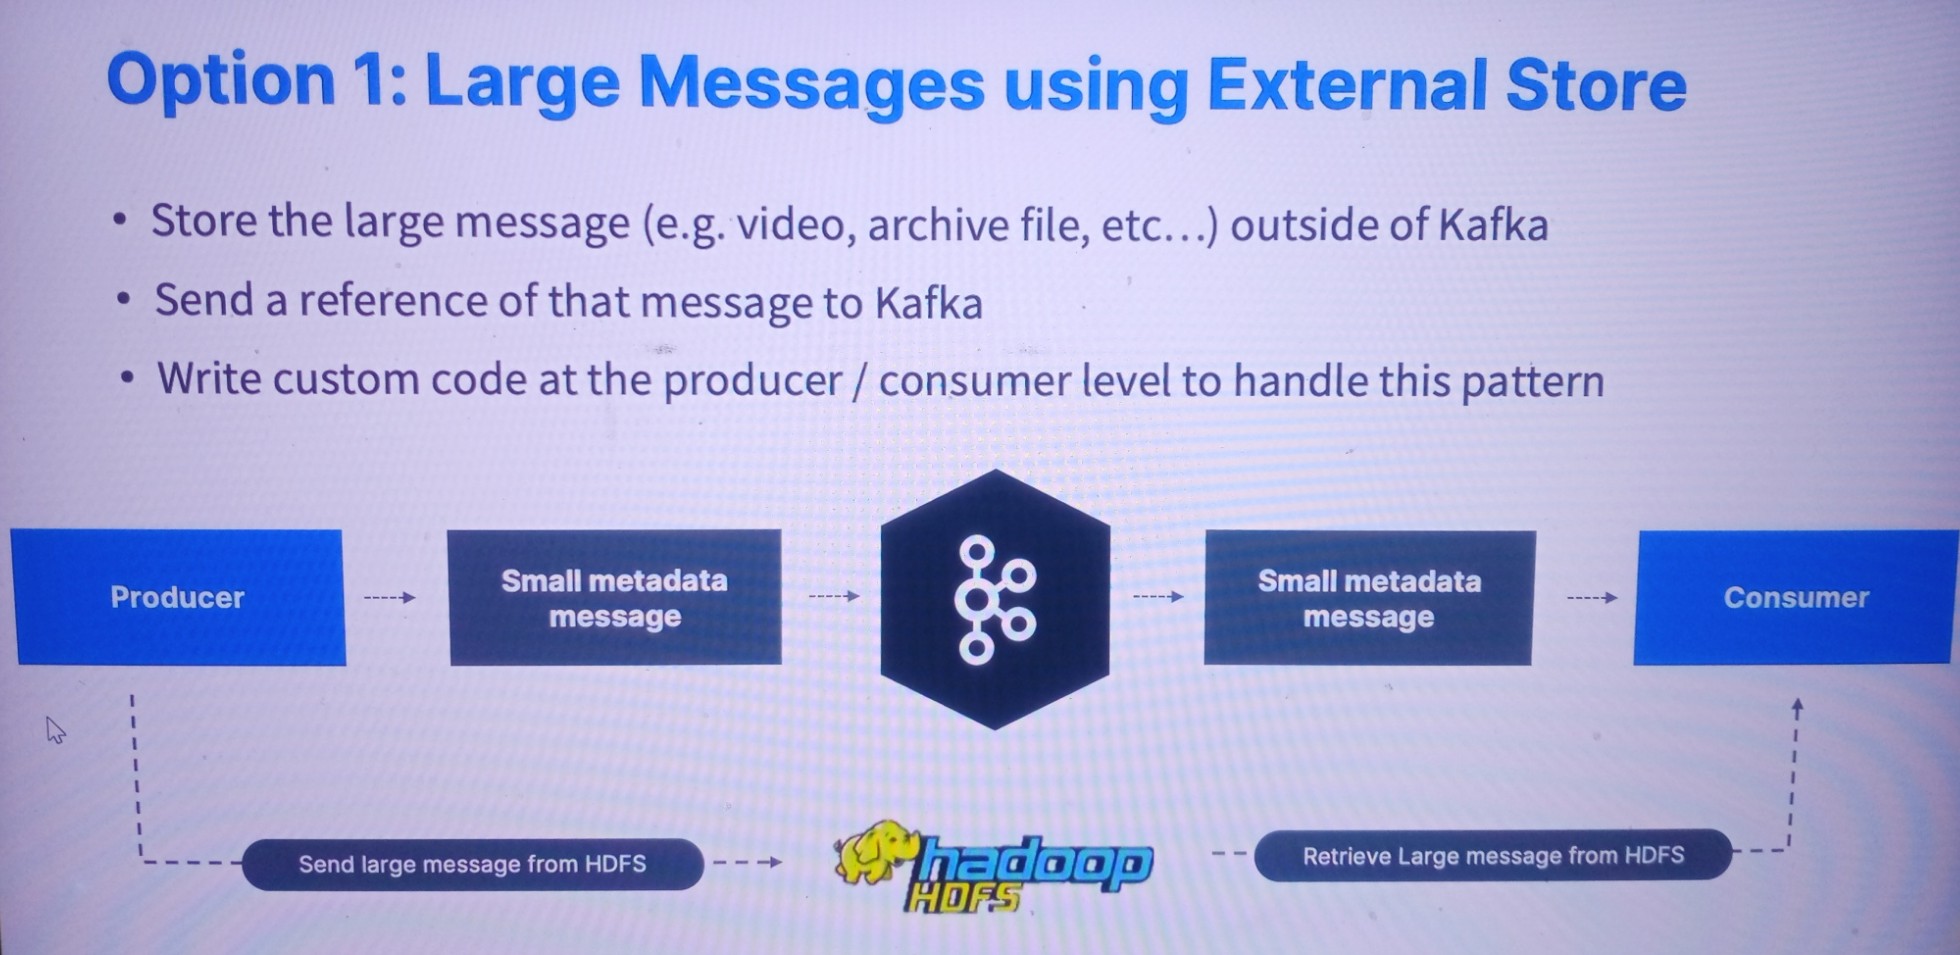 Option 1: Large Messages using External Store
• Store the large message (e.g. video, archive file, etc...) outside of Kafka
• Send a reference of that message to Kafka
• Write custom code at the producer / consumer level to handle this pattern
Producer
Small metadata
message
Small metadata
message
Consumer
Send large message from HDFS
hadoop
HDFS
Retrieve Large message from HDFS